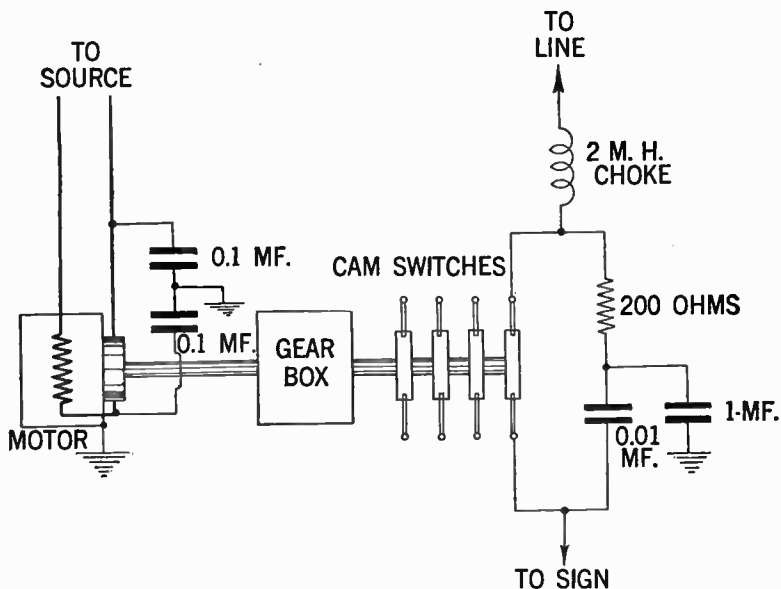 TO
SOURCE
TO
LINE
2 M. H.
CHOKE
0.1 MF.
CAM SWITCHES
200 OHMS
0.1 MF.
GEAR
BOX
MOTOR
0.01
MF.
1-MF.
TO SIGN